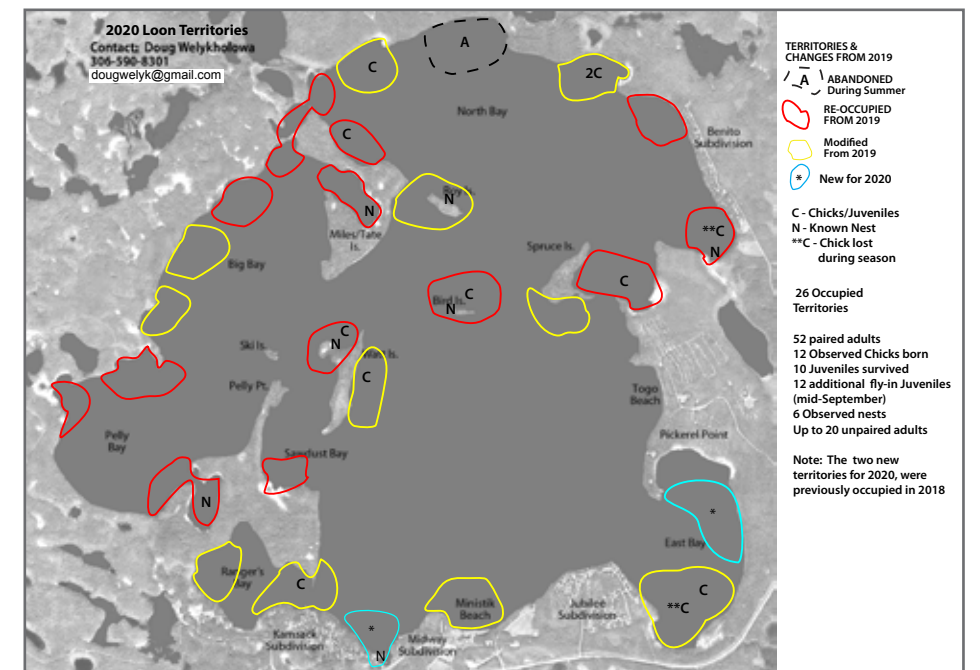 2020 Loon Territories
Contact: Doug Welykholowa
306-590-8301
dougwelyk@gmail.com
A
C
2C
North Bay
C
Benito
Subdivision
N
Boy Is.
N
Miles/Tate
Is.
**C
N
Spruce Is.
Big Bay
C
C
Bird Is.
N
C
N
Ski Is.
C
Pelly Pt.
Togo
Beach
Pelly
Bay
Pickerel Point
Sawdust Bay
N
*
East Bay
Ranger's
Bay
C
Ministik
Beach
Jubilee
Subdivision
C
**C
Kamsack
Subdivision
*
N
Midway
Subdivision
TERRITORIES &
CHANGES FROM 2019
A
ABANDONED
During Summer
RE-OCCUPIED
FROM 2019
Modified
From 2019
*
New for 2020
C - Chicks/Juveniles
N - Known Nest
**C - Chick lost
during season
26 Occupied
Territories
52 paired adults
12 Observed Chicks born
10 Juveniles survived
12 additional fly-in Juveniles
(mid-September)
6 Observed nests
Up to 20 unpaired adults
Note: The two new
territories for 2020, were
previously occupied in 2018